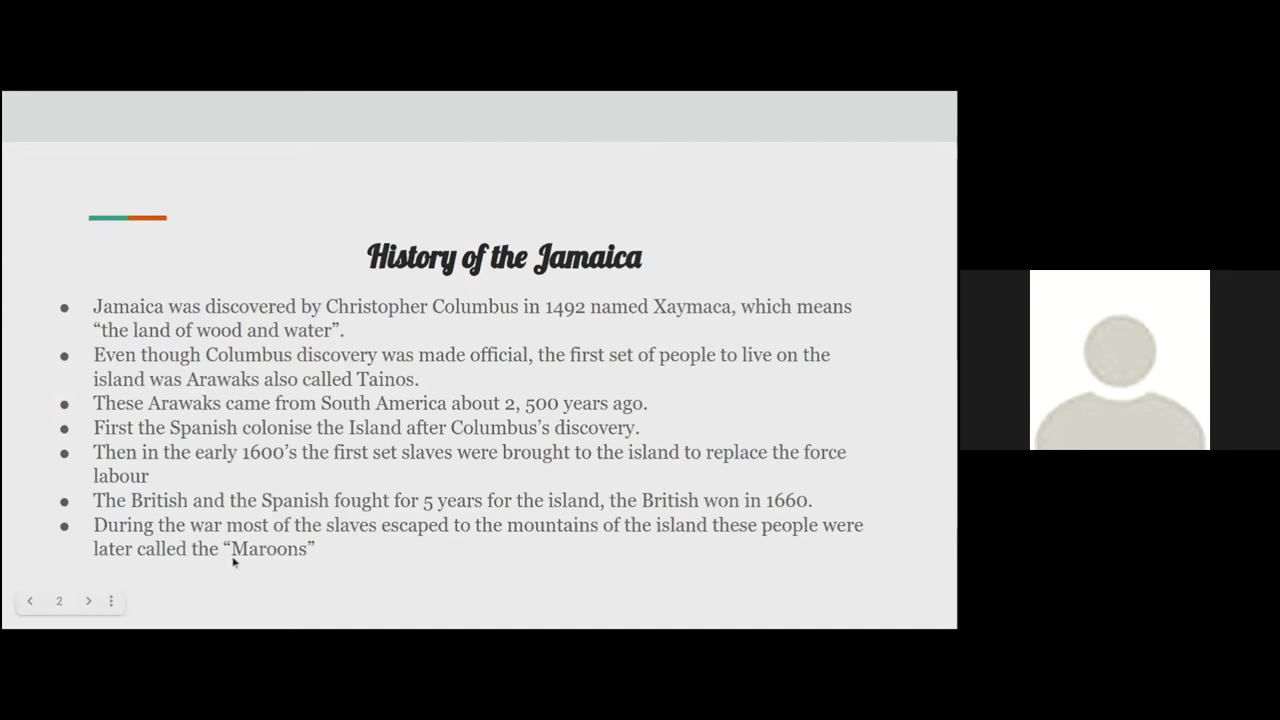 History of the Jamaica
● Jamaica was discovered by Christopher Columbus in 1492 named Xaymaca, which means
“the land of wood and water”.
● Even though Columbus discovery was made official, the first set of people to live on the
island was Arawaks also called Tainos.
● These Arawaks came from South America about 2, 500 years ago.
● First the Spanish colonise the Island after Columbus’s discovery.
● Then in the early 1600’s the first set slaves were brought to the island to replace the force
labour
● The British and the Spanish fought for 5 years for the island, the British won in 1660.
● During the war most of the slaves escaped to the mountains of the island these people were
later called the “Maroons”
2